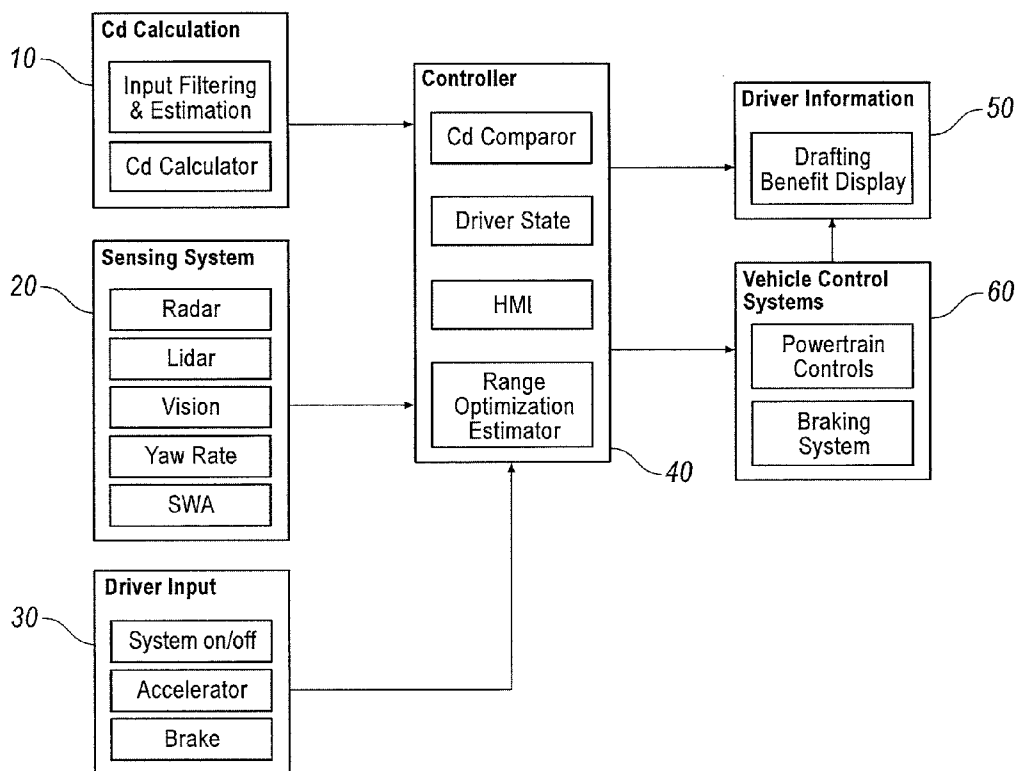 Cd Calculation
10
Input Filtering
& Estimation
Cd Calculator
Sensing System
20
Radar
Lidar
Vision
Yaw Rate
SWA
Driver Input
30
System on/off
Accelerator
Brake
Controller
Cd Comparor
Driver State
HMI
Range
Optimization
Estimator
40
Driver Information
50
Drafting
Benefit Display
Vehicle Control
Systems
60
Powertrain
Controls
Braking
System